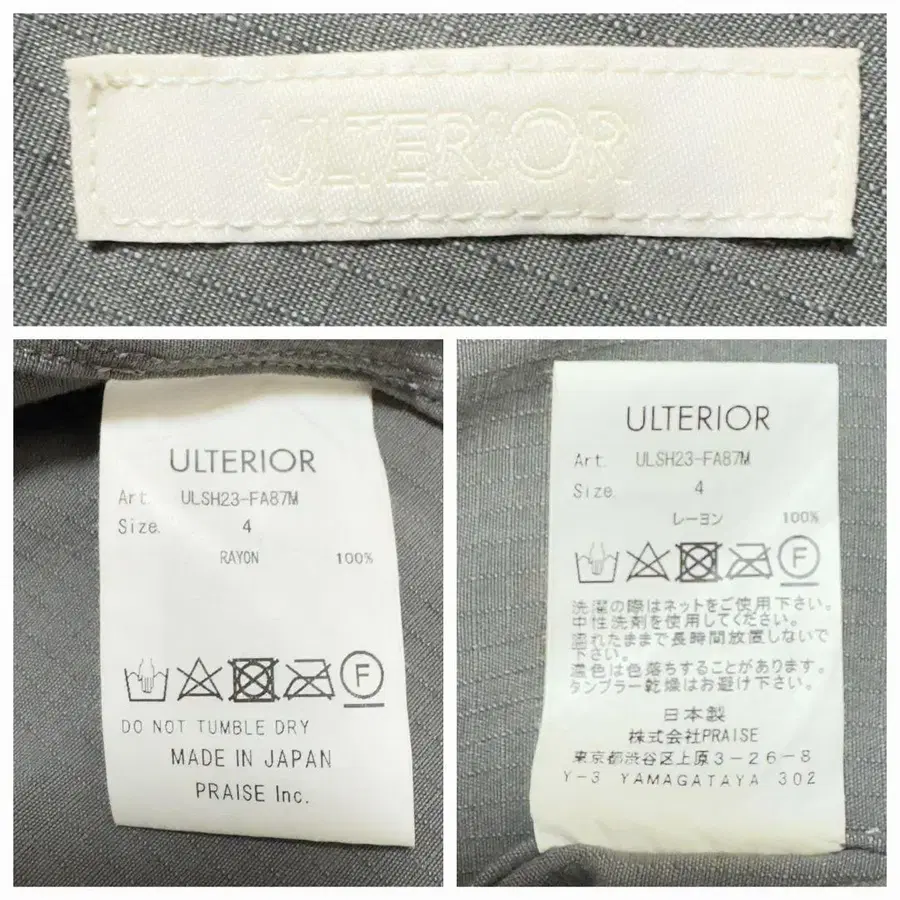 ULTERIOR
ULTERIOR
Art. ULSH23-FA87M
Size. 4
RAYON 100%
F
DO NOT TUMBLE DRY
MADE IN JAPAN
PRAISE Inc.
ULTERIOR
Art. ULSH23-FA87M
Size. 4
レーヨン 100%
F
洗濯の際はネットをご使用下さい。
中性洗剤を使用してください。
濡れたままで長時間放置しないで
下さい。
濃色は色落ちすることがあります。
タンブラー乾燥はお避け下さい。
日本製
株式会社PRAISE
東京都渋谷区上原3-26-8
Y-3 YAMAGATAYA 302